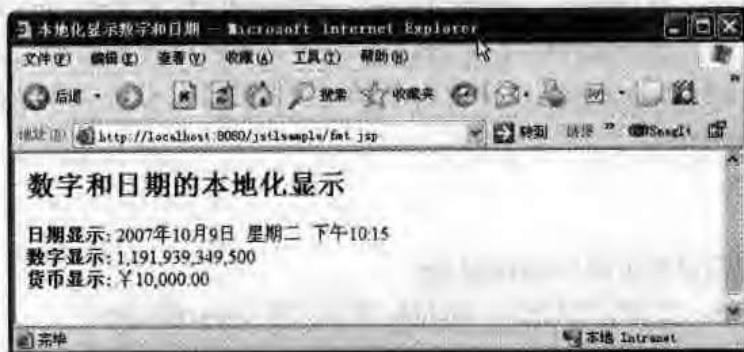 本地化显示数字和日期 - Microsoft Internet Explorer
文件(F) 编辑(E) 查看(V) 收藏(A) 工具(T) 帮助(H)
后退 搜索 收藏夹
地址(D) http://localhost:8080/jstlsample/fmt.jsp 转到 链接 » SnagIt
数字和日期的本地化显示
日期显示: 2007年10月9日 星期二 下午10:15
数字显示: 1,191,939,349,500
货币显示: ￥10,000.00
完毕 本地 Intranet